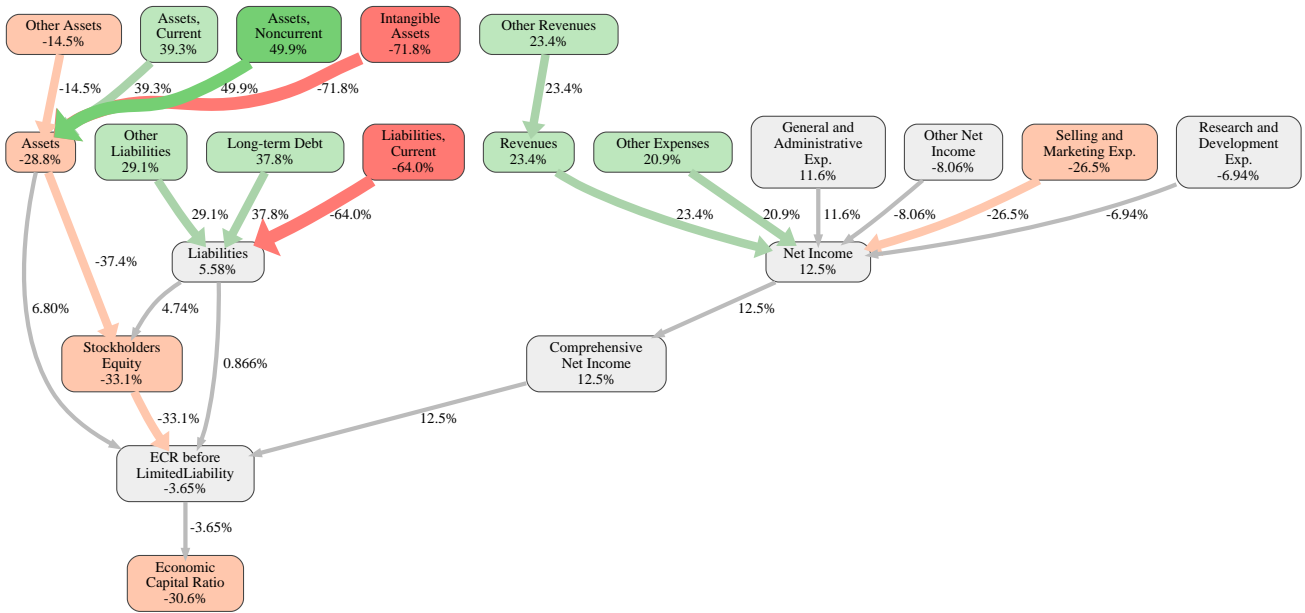 Other Assets
-14.5%
Assets,
Current
39.3%
Assets,
Noncurrent
49.9%
Intangible
Assets
-71.8%
Other Revenues
23.4%
-14.5%
39.3%
49.9%
-71.8%
23.4%
Assets
-28.8%
Other
Liabilities
29.1%
Long-term Debt
37.8%
Liabilities,
Current
-64.0%
Revenues
23.4%
Other Expenses
20.9%
General and
Administrative
Exp.
11.6%
Other Net
Income
-8.06%
Selling and
Marketing Exp.
-26.5%
Research and
Development
Exp.
-6.94%
29.1%
37.8%
-64.0%
23.4%
20.9%
11.6%
-8.06%
-26.5%
-6.94%
-37.4%
Liabilities
5.58%
Net Income
12.5%
6.80%
4.74%
0.866%
12.5%
Stockholders
Equity
-33.1%
Comprehensive
Net Income
12.5%
-33.1%
12.5%
ECR before
LimitedLiability
-3.65%
-3.65%
Economic
Capital Ratio
-30.6%